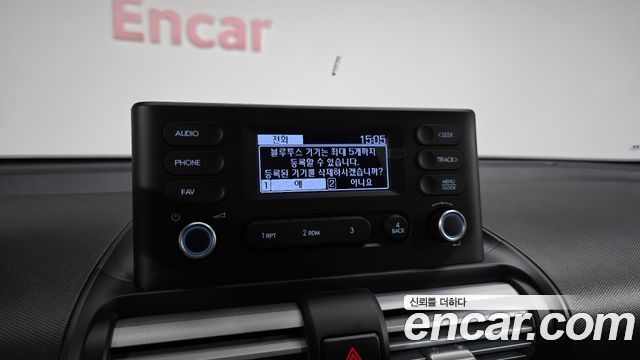 Encar
AUDIO
PHONE
FAV
전화 15:05
블루투스 기기는 최대 5개까지
등록할 수 있습니다.
등록된 기기를 삭제하시겠습니까?
1 예 2 아니요
<SEEK
TRACK>
MENU
CLOCK
1 RPT 2 RDM 3 4
BACK
신뢰를 더하다
encar.com